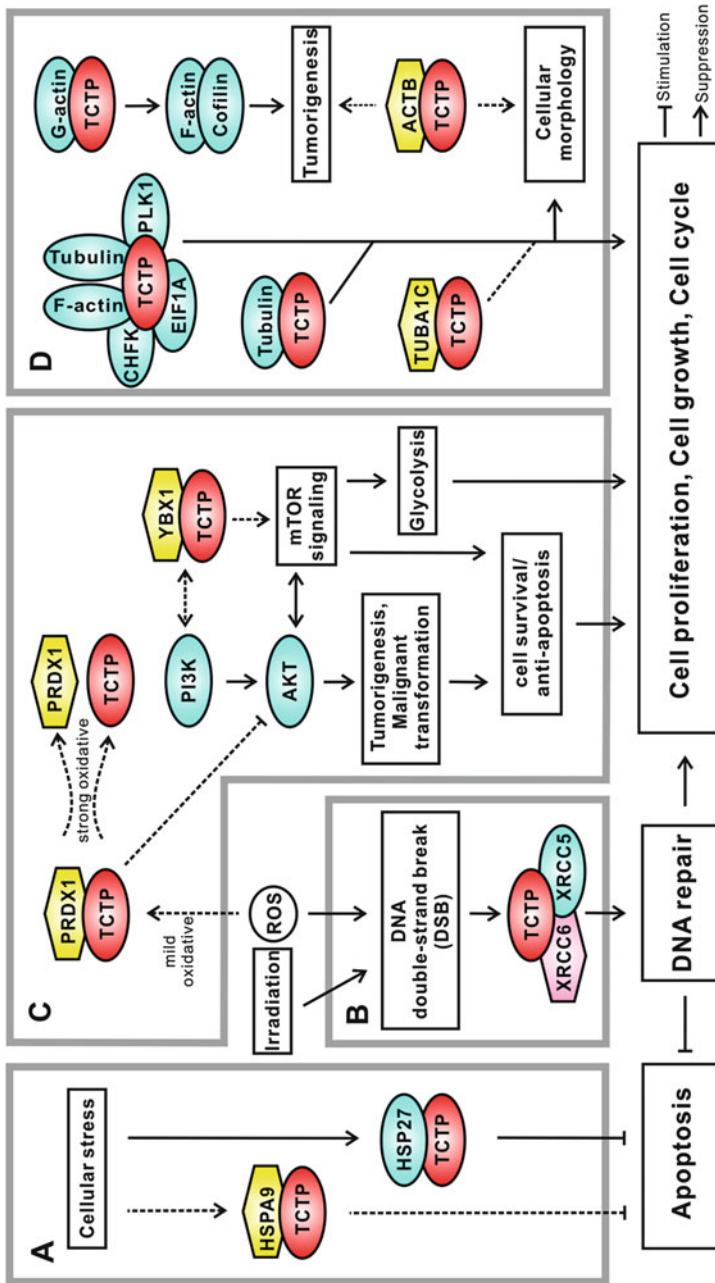 A
Cellular stress
HSPA9
TCTP
HSP27
TCTP
Apoptosis
Irradiation
ROS
B
DNA
double-strand break
(DSB)
TCTP
XRCC6
XRCC5
DNA repair
C
mild
oxidative
PRDX1
TCTP
strong oxidative
PRDX1
TCTP
PI3K
AKT
YBX1
TCTP
mTOR
signaling
Glycolysis
Tumorigenesis,
Malignant
transformation
cell survival/
anti-apoptosis
D
CHFK
F-actin
Tubulin
PLK1
TCTP
EIF1A
G-actin
TCTP
F-actin
Cofilin
Tumorigenesis
Tubulin
TCTP
TUBA1C
TCTP
ACTB
TCTP
Cellular
morphology
Cell proliferation, Cell growth, Cell cycle
Stimulation
Suppression